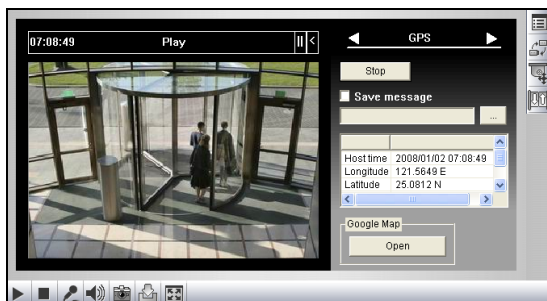 07:08:49 Play
GPS
Stop
Save message
...
Host time 2008/01/02 07:08:49
Longitude 121.5649 E
Latitude 25.0812 N
Google Map
Open